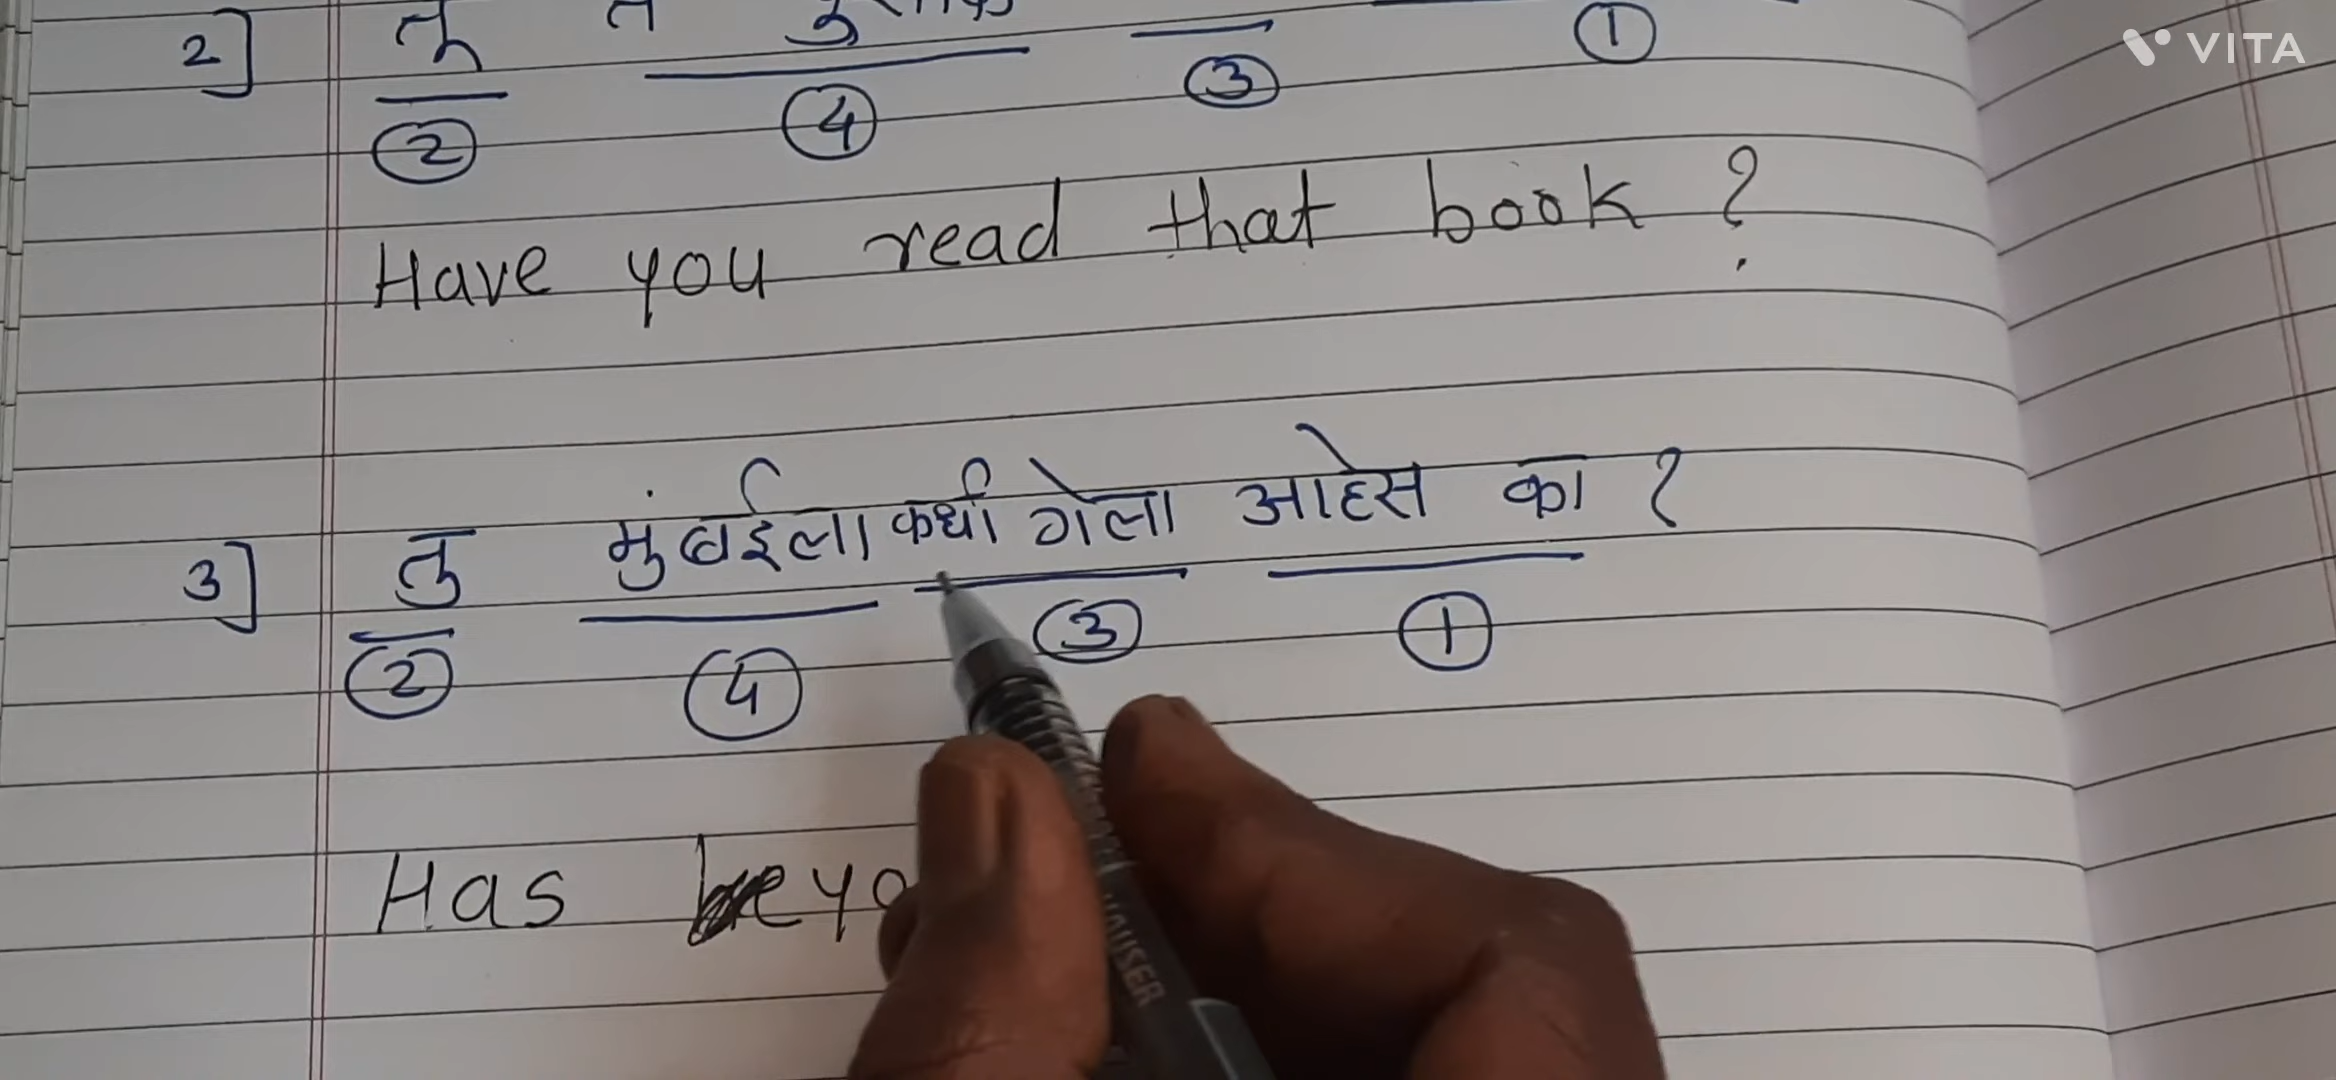 VITA
2] तू त
② ④ ③ ①
Have you read that book ?
3] तु मुंबईला कधी गेला आहेस का ?
② ④ ③ ①
Has
HAUSER